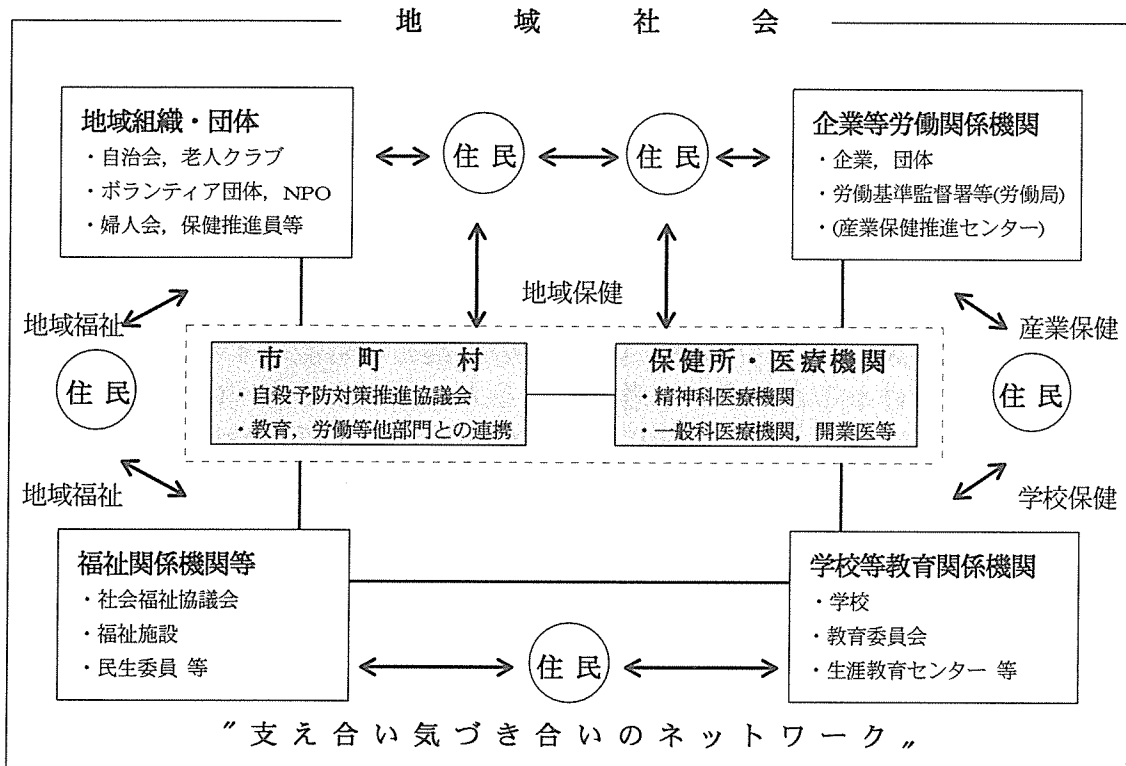 地域社会
地域組織・団体
・自治会，老人クラブ
・ボランティア団体，NPO
・婦人会，保健推進員等
住民
住民
企業等労働関係機関
・企業，団体
・労働基準監督署等(労働局)
・(産業保健推進センター)
地域保健
地域福祉
産業保健
住民
市町村
・自殺予防対策推進協議会
・教育，労働等他部門との連携
保健所・医療機関
・精神科医療機関
・一般科医療機関，開業医等
住民
地域福祉
学校保健
福祉関係機関等
・社会福祉協議会
・福祉施設
・民生委員 等
住民
学校等教育関係機関
・学校
・教育委員会
・生涯教育センター 等
〃支え合い気づき合いのネットワーク〃